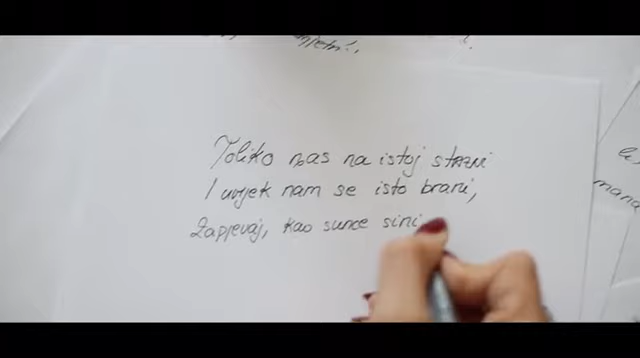 Toliko nas na istoj strani
I uvijek nam se isto brani,
Zapjevaj, kao sunce sini